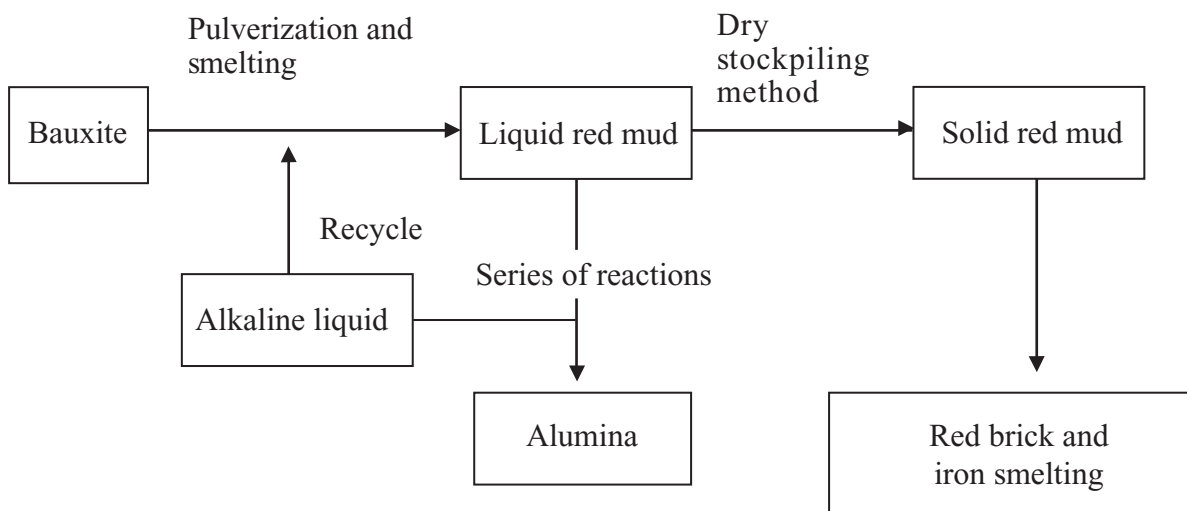 Pulverization and
smelting
Dry
stockpiling
method
Bauxite
Liquid red mud
Solid red mud
Recycle
Series of reactions
Alkaline liquid
Alumina
Red brick and
iron smelting